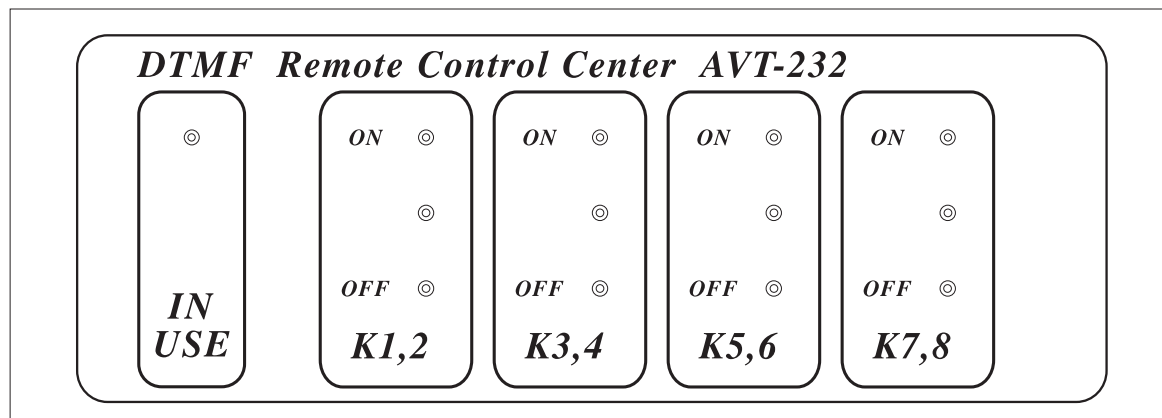 DTMF Remote Control Center AVT-232
ON ON ON ON
OFF OFF OFF OFF
IN
USE
K1,2 K3,4 K5,6 K7,8